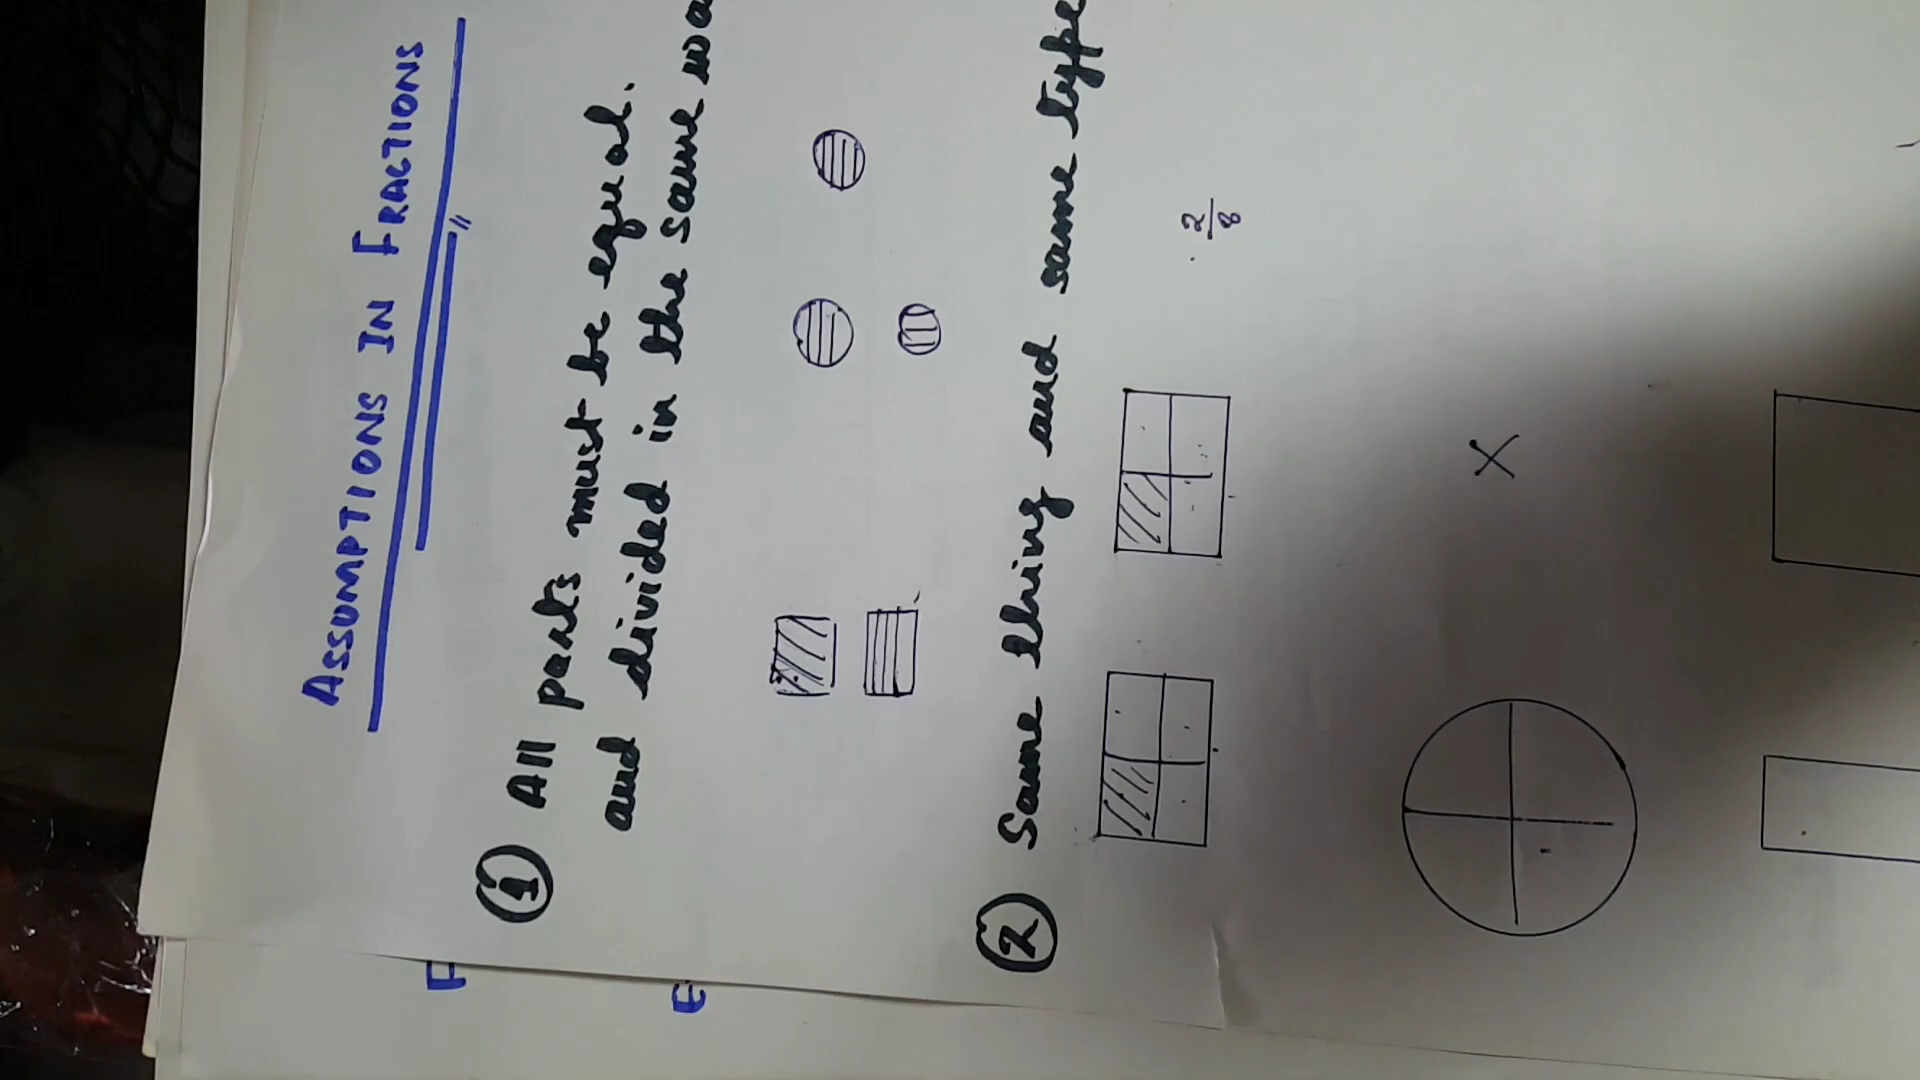 ASSUMPTIONS IN FRACTIONS
① All parts must be equal.
and divided in the same
② Same thing and same type
2/8
F
E